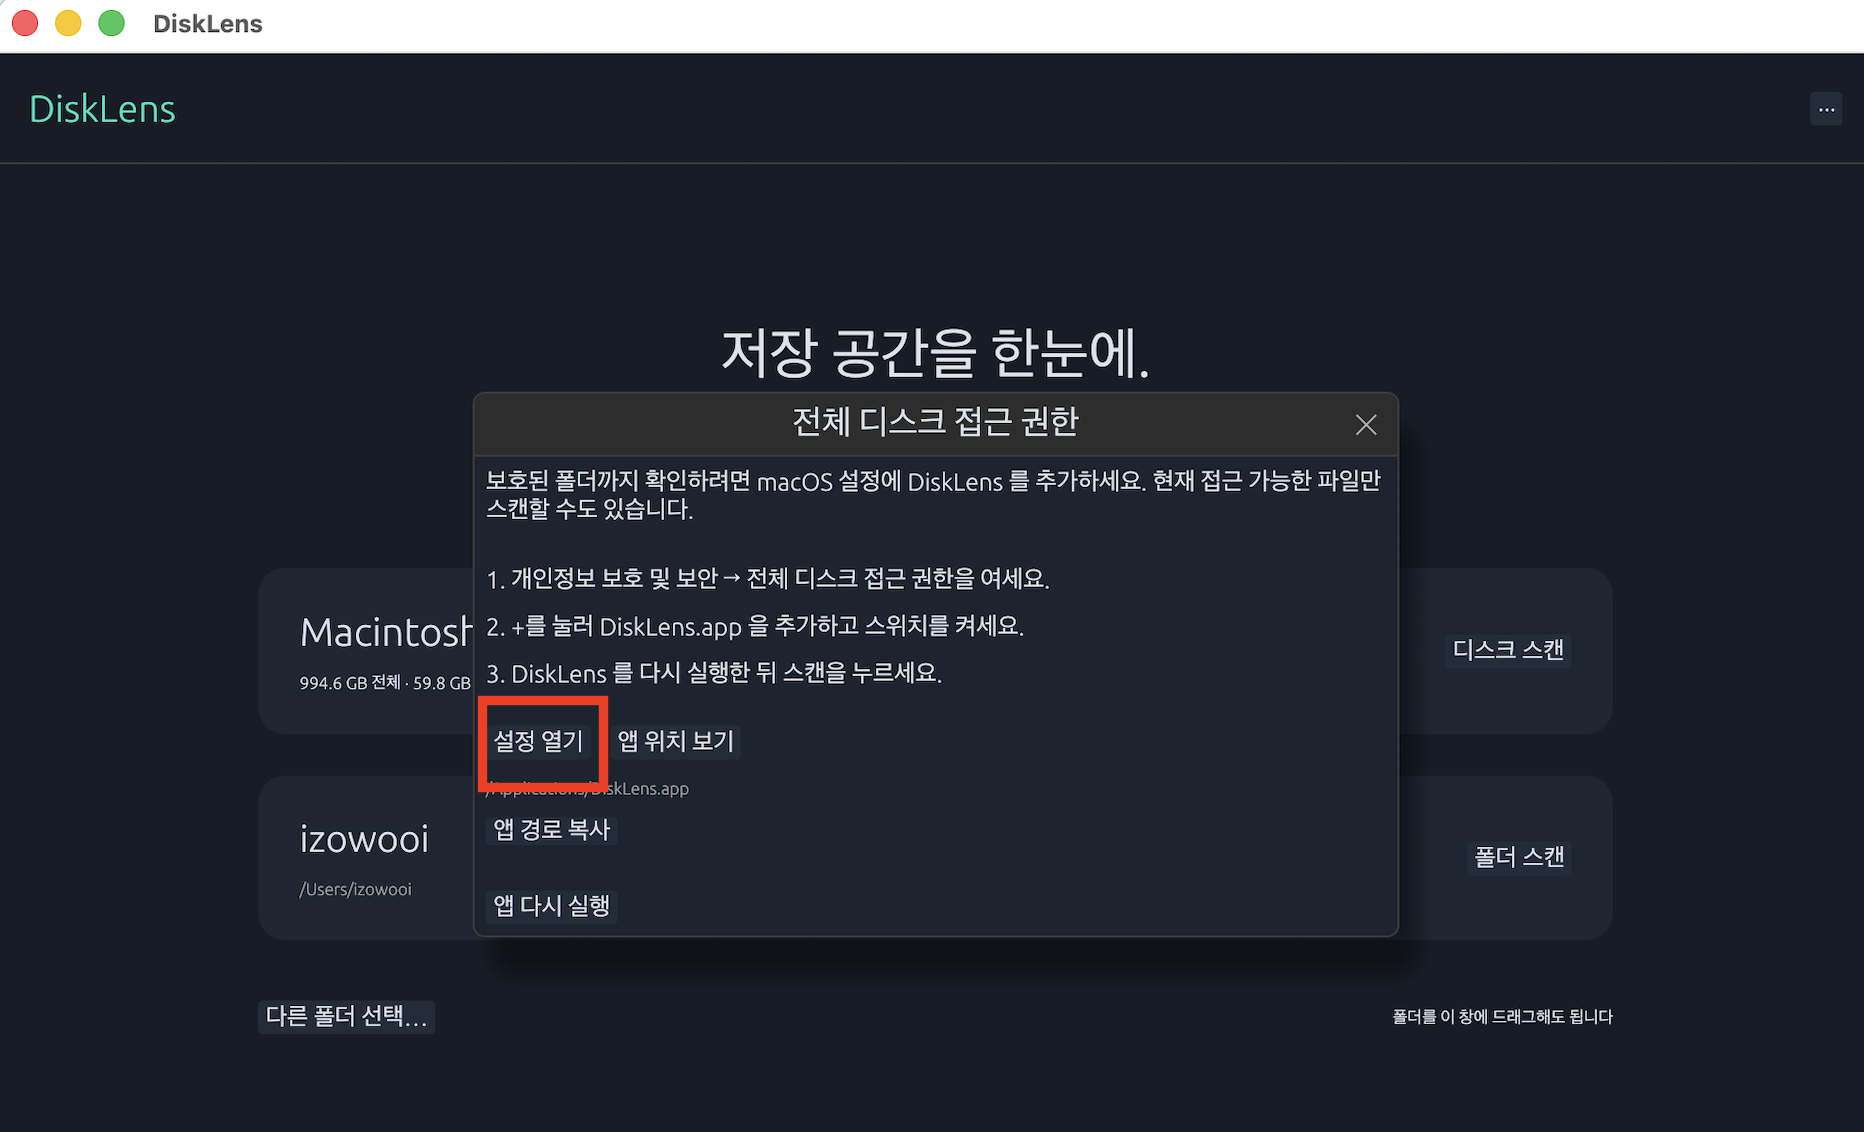 DiskLens
DiskLens
...
저장 공간을 한눈에.
전체 디스크 접근 권한
보호된 폴더까지 확인하려면 macOS 설정에 DiskLens 를 추가하세요. 현재 접근 가능한 파일만
스캔할 수도 있습니다.
1. 개인정보 보호 및 보안 → 전체 디스크 접근 권한을 여세요.
2. +를 눌러 DiskLens.app 을 추가하고 스위치를 켜세요.
3. DiskLens 를 다시 실행한 뒤 스캔을 누르세요.
설정 열기
앱 위치 보기
/Applications/DiskLens.app
앱 경로 복사
앱 다시 실행
Macintosh
994.6 GB 전체 · 59.8 GB
디스크 스캔
izowooi
/Users/izowooi
폴더 스캔
다른 폴더 선택...
폴더를 이 창에 드래그해도 됩니다